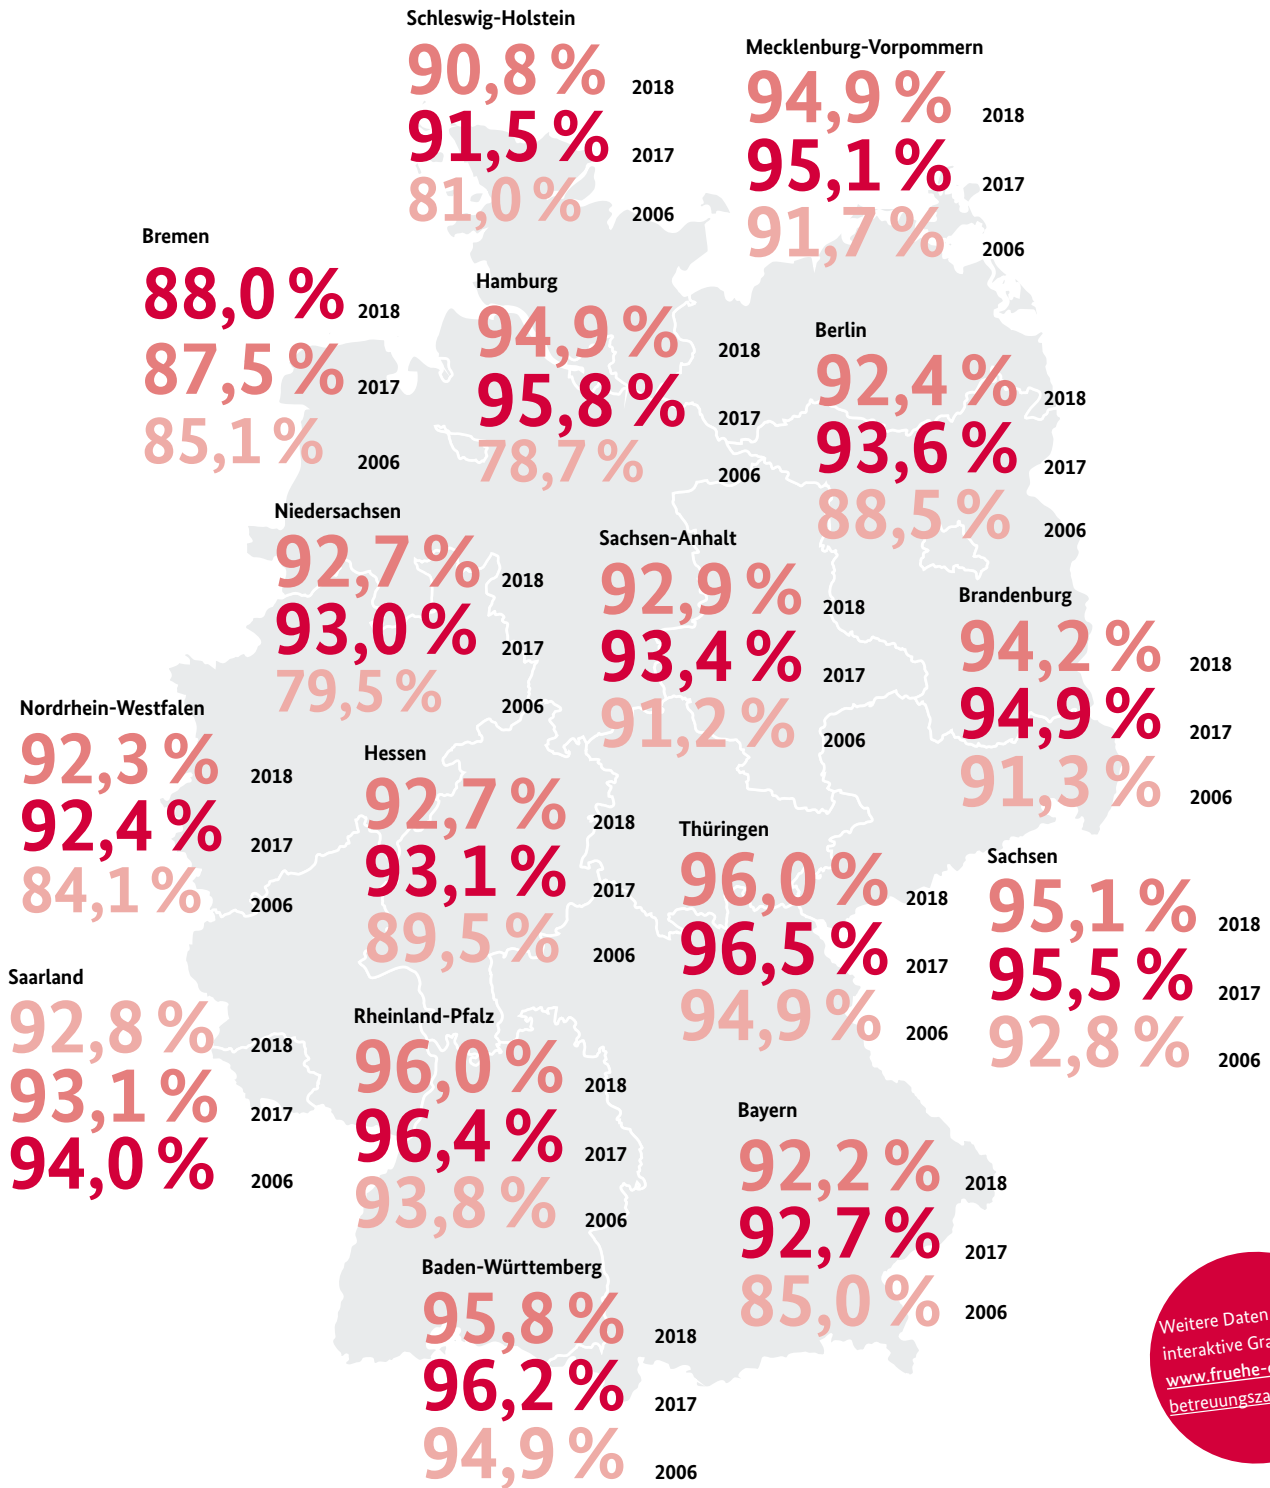 Schleswig-Holstein
90,8 % 2018
91,5 % 2017
81,0 % 2006
Mecklenburg-Vorpommern
94,9 % 2018
95,1 % 2017
91,7 % 2006
Bremen
88,0 % 2018
87,5 % 2017
85,1 % 2006
Hamburg
94,9 % 2018
95,8 % 2017
78,7 % 2006
Berlin
92,4 % 2018
93,6 % 2017
88,5 % 2006
Niedersachsen
92,7 % 2018
93,0 % 2017
79,5 % 2006
Sachsen-Anhalt
92,9 % 2018
93,4 % 2017
91,2 % 2006
Brandenburg
94,2 % 2018
94,9 % 2017
91,3 % 2006
Nordrhein-Westfalen
92,3 % 2018
92,4 % 2017
84,1 % 2006
Hessen
92,7 % 2018
93,1 % 2017
89,5 % 2006
Thüringen
96,0 % 2018
96,5 % 2017
94,9 % 2006
Sachsen
95,1 % 2018
95,5 % 2017
92,8 % 2006
Saarland
92,8 % 2018
93,1 % 2017
94,0 % 2006
Rheinland-Pfalz
96,0 % 2018
96,4 % 2017
93,8 % 2006
Bayern
92,2 % 2018
92,7 % 2017
85,0 % 2006
Baden-Württemberg
95,8 % 2018
96,2 % 2017
94,9 % 2006
Weitere Daten
interaktive
www.fruehe-